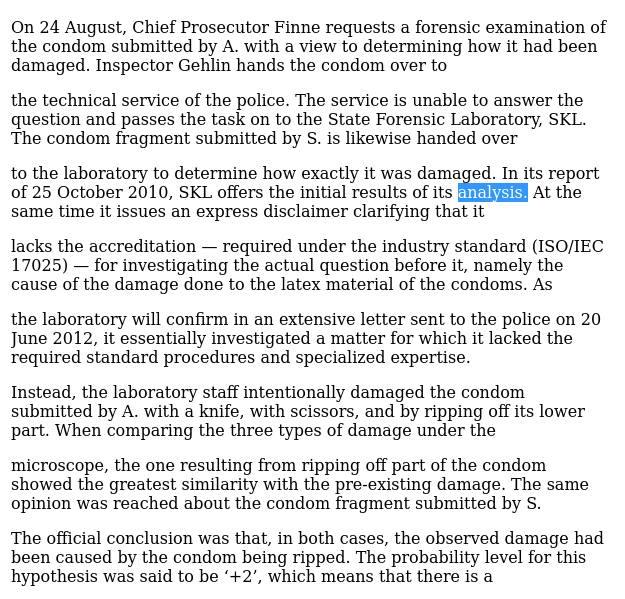 On 24 August, Chief Prosecutor Finne requests a forensic examination of
the condom submitted by A. with a view to determining how it had been
damaged. Inspector Gehlin hands the condom over to
the technical service of the police. The service is unable to answer the
question and passes the task on to the State Forensic Laboratory, SKL.
The condom fragment submitted by S. is likewise handed over
to the laboratory to determine how exactly it was damaged. In its report
of 25 October 2010, SKL offers the initial results of its analysis. At the
same time it issues an express disclaimer clarifying that it
lacks the accreditation — required under the industry standard (ISO/IEC
17025) — for investigating the actual question before it, namely the
cause of the damage done to the latex material of the condoms. As
the laboratory will confirm in an extensive letter sent to the police on 20
June 2012, it essentially investigated a matter for which it lacked the
required standard procedures and specialized expertise.
Instead, the laboratory staff intentionally damaged the condom
submitted by A. with a knife, with scissors, and by ripping off its lower
part. When comparing the three types of damage under the
microscope, the one resulting from ripping off part of the condom
showed the greatest similarity with the pre-existing damage. The same
opinion was reached about the condom fragment submitted by S.
The official conclusion was that, in both cases, the observed damage had
been caused by the condom being ripped. The probability level for this
hypothesis was said to be ‘+2’, which means that there is a